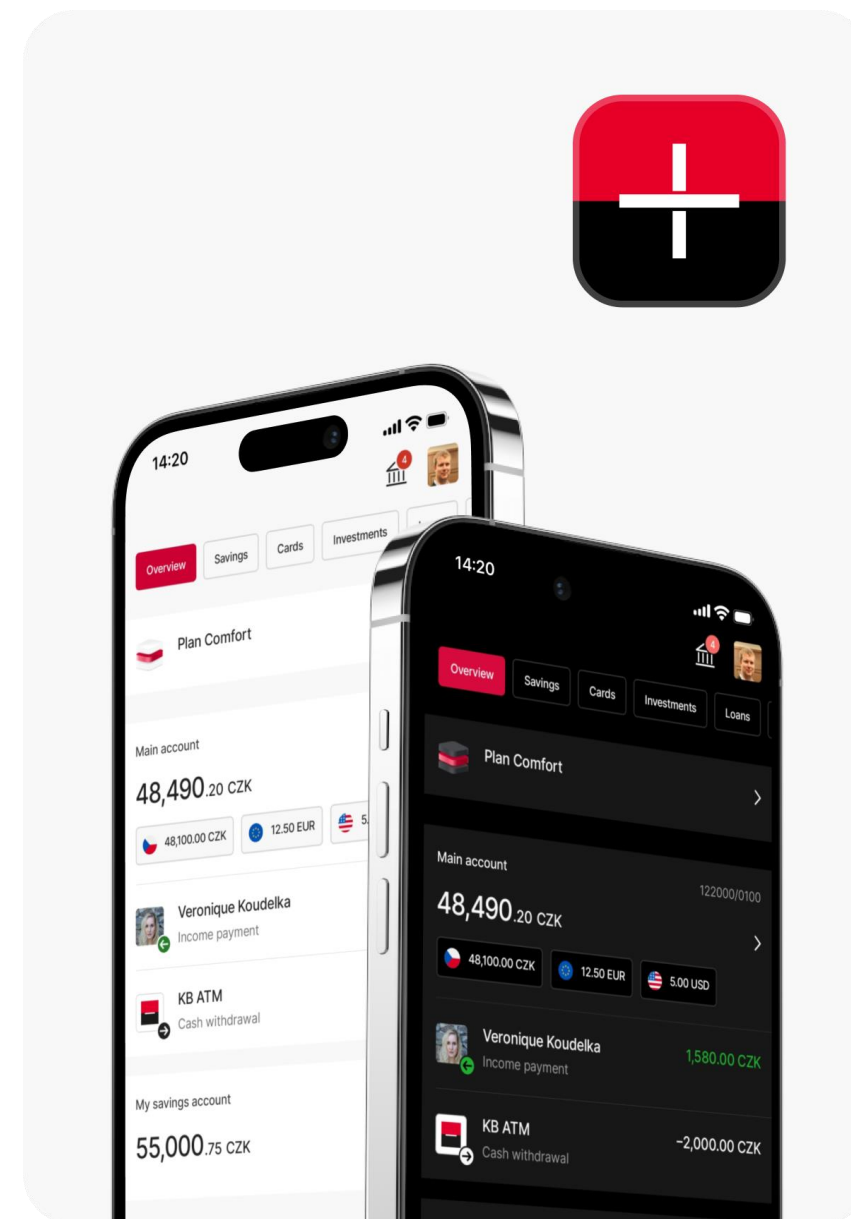 14:20
4
Overview
Savings
Cards
Investments
Plan Comfort
Main account
48,490.20 CZK
48,100.00 CZK
12.50 EUR
5.
Veronique Koudelka
Income payment
KB ATM
Cash withdrawal
My savings account
55,000.75 CZK
14:20
4
Overview
Savings
Cards
Investments
Loans
Plan Comfort
Main account
122000/0100
48,490.20 CZK
48,100.00 CZK
12.50 EUR
5.00 USD
Veronique Koudelka
1,580.00 CZK
Income payment
KB ATM
−2,000.00 CZK
Cash withdrawal